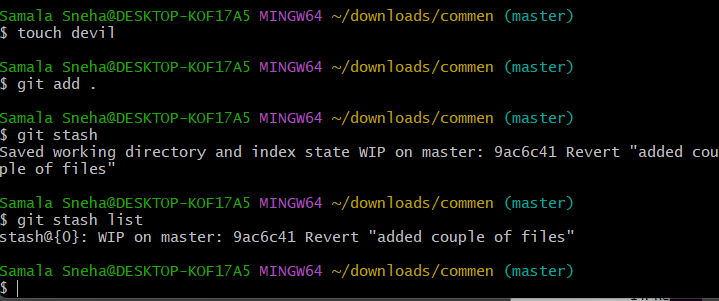 Samala Sneha@DESKTOP-KOF17A5 MINGW64 ~/downloads/commen (master)
$ touch devil
Samala Sneha@DESKTOP-KOF17A5 MINGW64 ~/downloads/commen (master)
$ git add .
Samala Sneha@DESKTOP-KOF17A5 MINGW64 ~/downloads/commen (master)
$ git stash
Saved working directory and index state WIP on master: 9ac6c41 Revert "added cou
ple of files"
Samala Sneha@DESKTOP-KOF17A5 MINGW64 ~/downloads/commen (master)
$ git stash list
stash@{0}: WIP on master: 9ac6c41 Revert "added couple of files"
Samala Sneha@DESKTOP-KOF17A5 MINGW64 ~/downloads/commen (master)
$